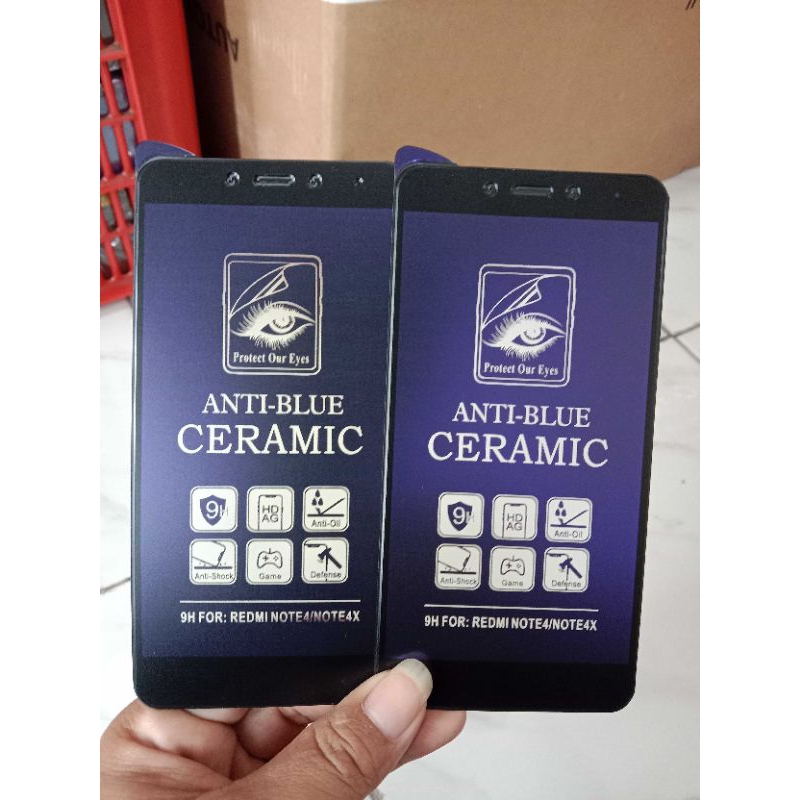 AUTO
Protect Our Eyes
ANTI-BLUE
CERAMIC
9H
HD
AG
Anti-Oil
Anti-Shock
Game
Defense
9H FOR: REDMI NOTE4/NOTE4X
Protect Our Eyes
ANTI-BLUE
CERAMIC
9H
HD
AG
Anti-Oil
Anti-Shock
Game
Defense
9H FOR: REDMI NOTE4/NOTE4X